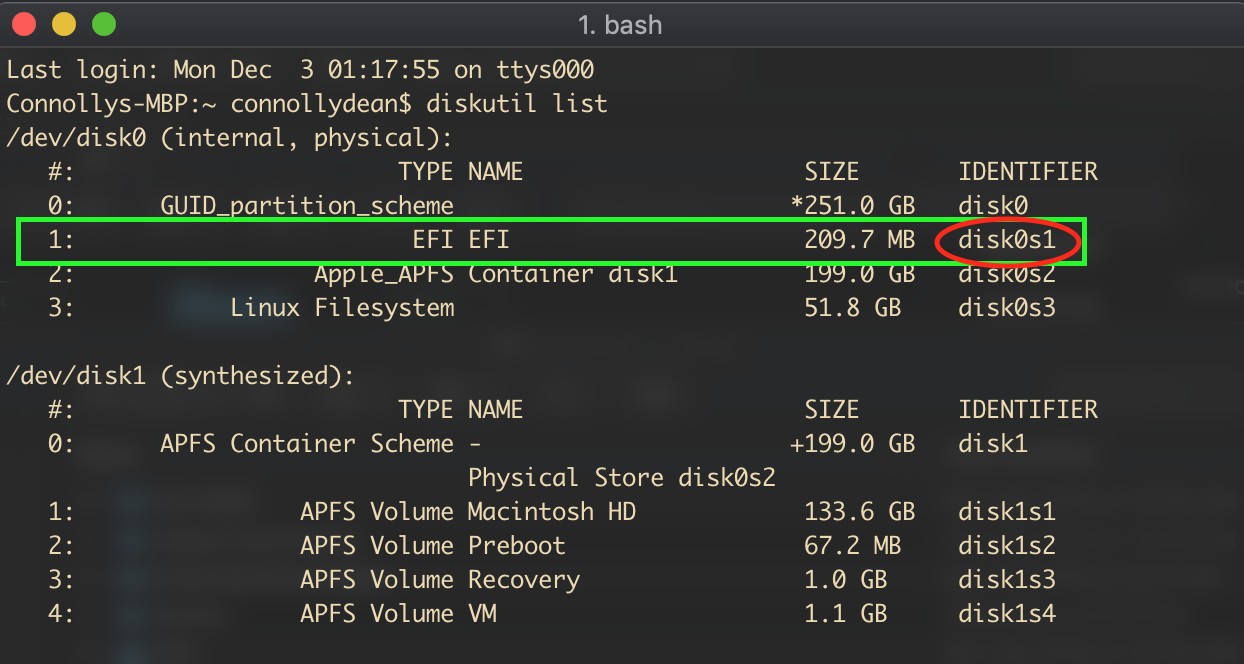 1. bash
Last login: Mon Dec  3 01:17:55 on ttys000
Connollys-MBP:~ connollydean$ diskutil list
/dev/disk0 (internal, physical):
   #:                       TYPE NAME                    SIZE       IDENTIFIER
   0:      GUID_partition_scheme                        *251.0 GB   disk0
   1:                        EFI EFI                     209.7 MB   disk0s1
   2:                 Apple_APFS Container disk1         199.0 GB   disk0s2
   3:           Linux Filesystem                         51.8 GB    disk0s3

/dev/disk1 (synthesized):
   #:                       TYPE NAME                    SIZE       IDENTIFIER
   0:      APFS Container Scheme -                      +199.0 GB   disk1
                                 Physical Store disk0s2
   1:                APFS Volume Macintosh HD            133.6 GB   disk1s1
   2:                APFS Volume Preboot                 67.2 MB    disk1s2
   3:                APFS Volume Recovery                1.0 GB     disk1s3
   4:                APFS Volume VM                      1.1 GB     disk1s4